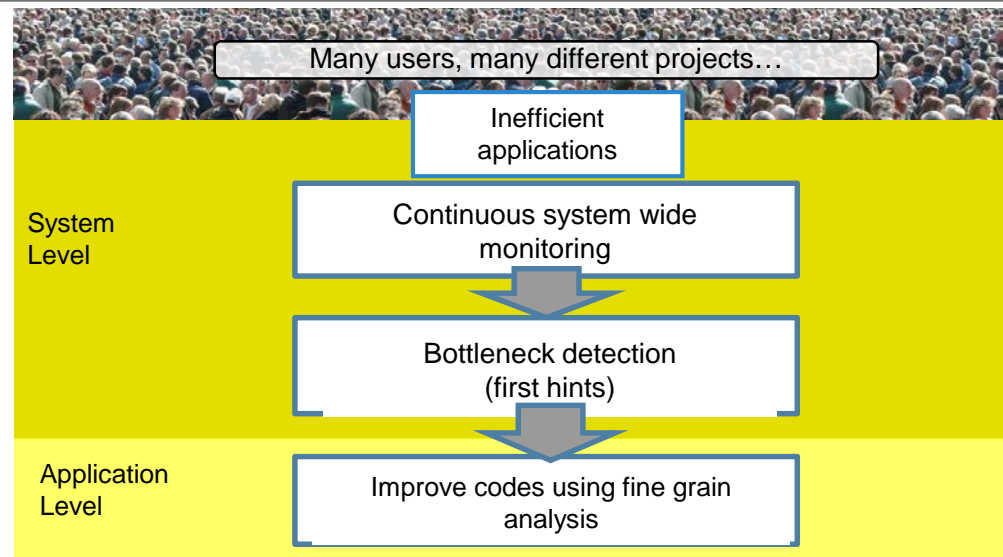 Many users, many different projects…
Inefficient
applications
System
Level
Continuous system wide
monitoring
Bottleneck detection
(first hints)
Application
Level
Improve codes using fine grain
analysis